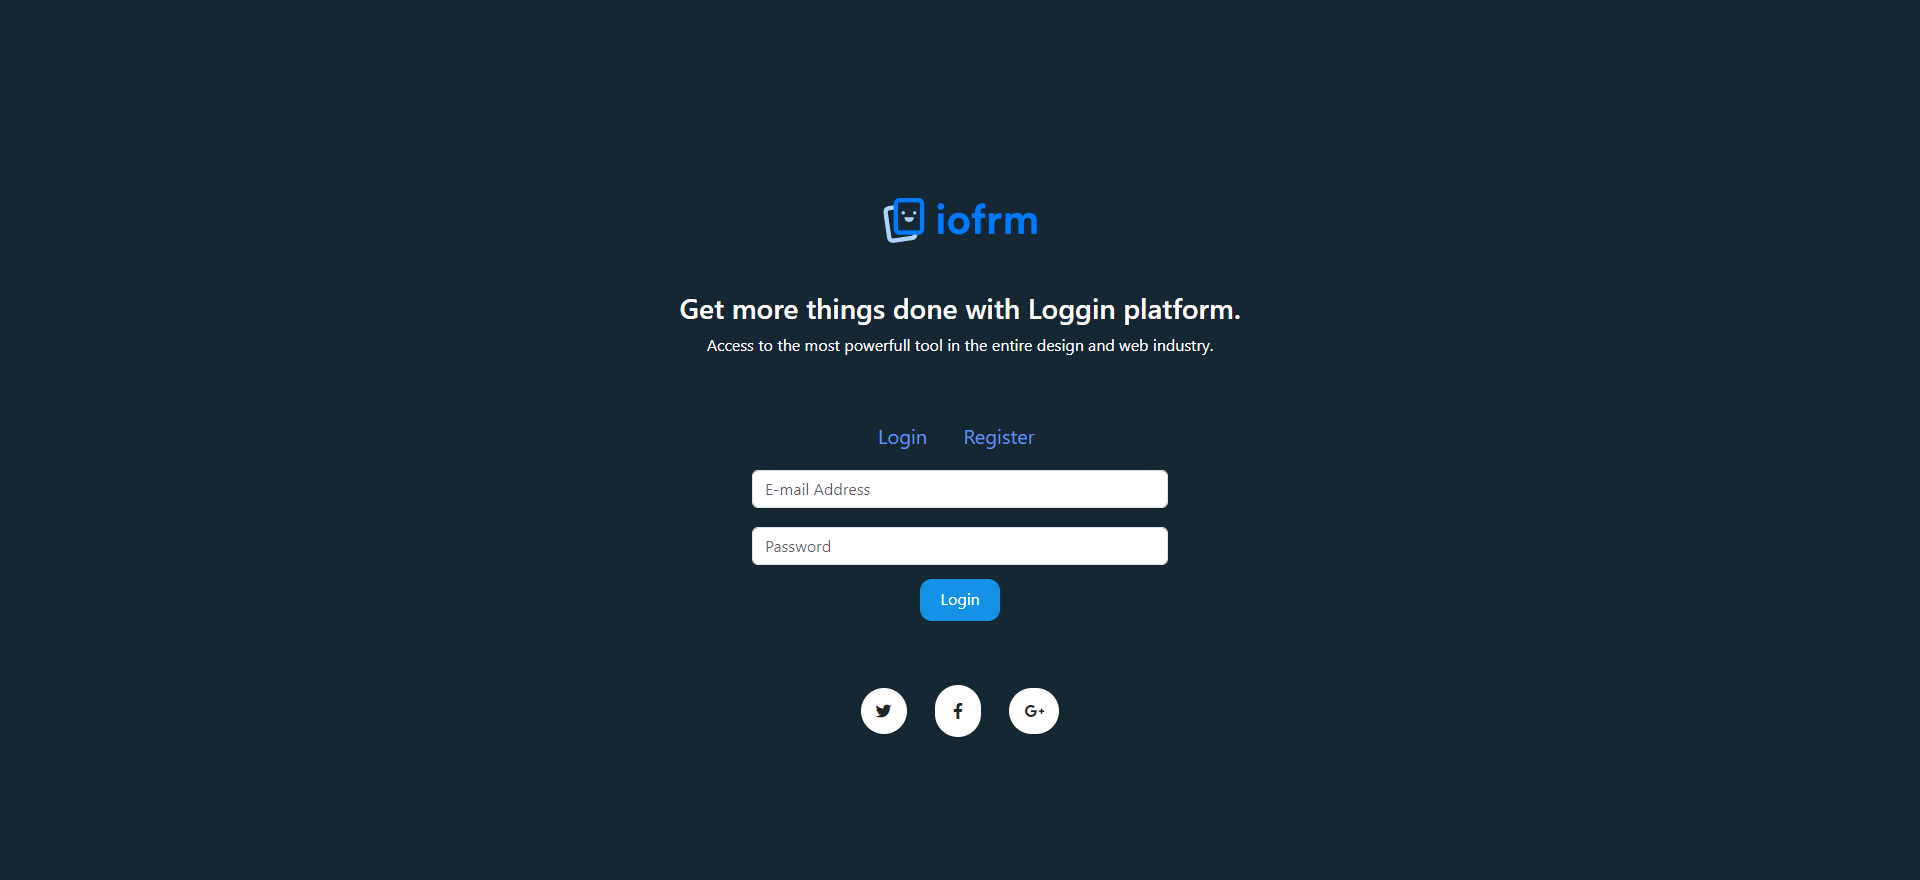 iofrm
Get more things done with Loggin platform.
Access to the most powerfull tool in the entire design and web industry.
Login Register
E-mail Address
Password
Login
G+